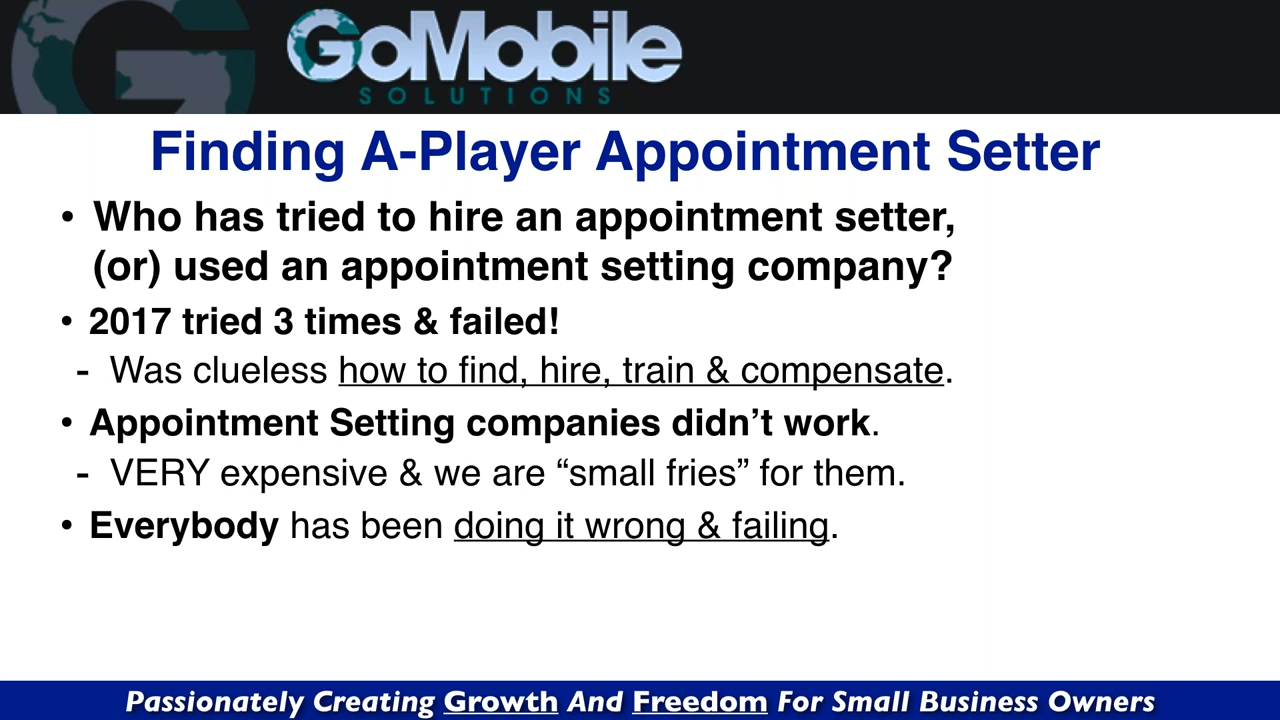 GoMobile
SOLUTIONS
Finding A-Player Appointment Setter
• Who has tried to hire an appointment setter,
(or) used an appointment setting company?
• 2017 tried 3 times & failed!
- Was clueless how to find, hire, train & compensate.
• Appointment Setting companies didn’t work.
- VERY expensive & we are “small fries” for them.
• Everybody has been doing it wrong & failing.
Passionately Creating Growth And Freedom For Small Business Owners